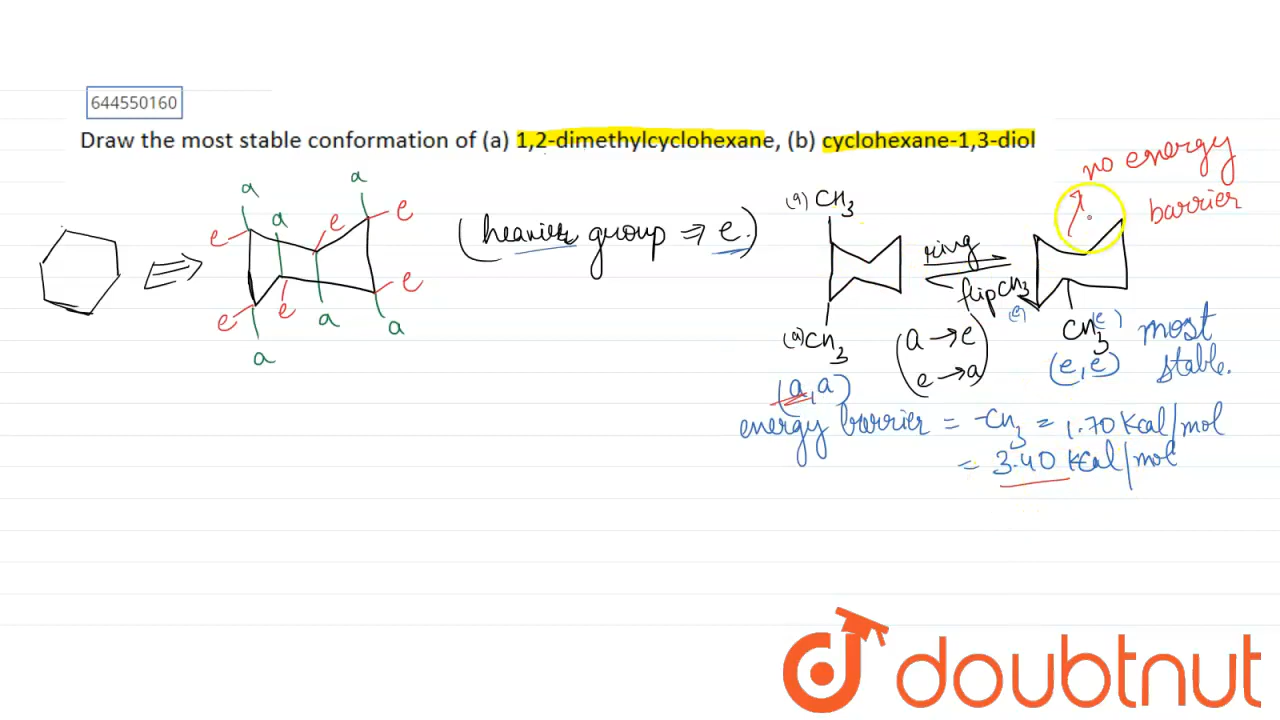 644550160
Draw the most stable conformation of (a) 1,2-dimethylcyclohexane, (b) cyclohexane-1,3-diol
no energy
barrier
a
a
a
e
e
e
e
e
e
a
a
a
(heavier group ⇒ e)
(a) CH3
(a) CH3
(a, a)
ring
flip
(a → e
e → a)
CH3
(e)
CH3 (e)
(e, e)
most
stable.
energy barrier = -CH3 = 1.70 Kcal/mol
= 3.40 Kcal/mol
doubtnut